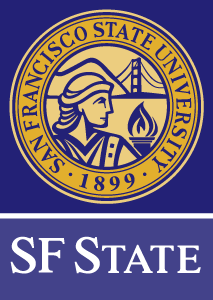 SAN FRANCISCO STATE UNIVERSITY
· 1899 ·
SF STATE